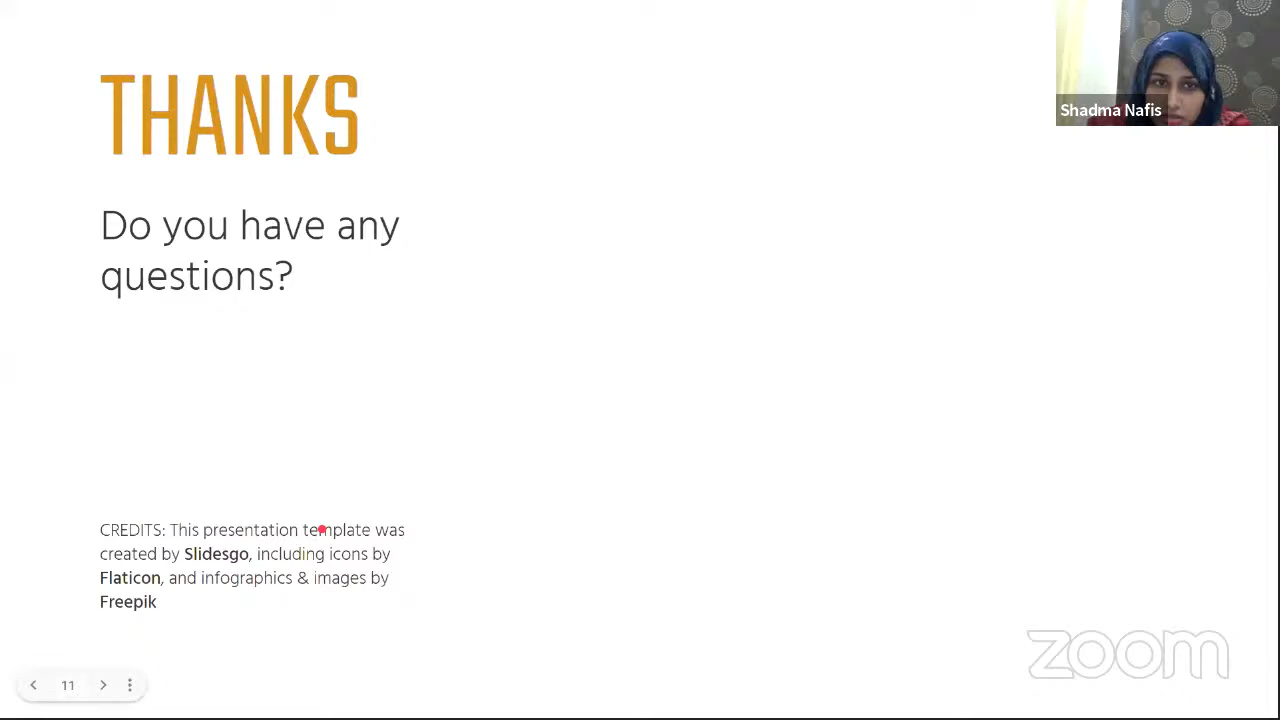 THANKS
Shadma Nafis
Do you have any
questions?
CREDITS: This presentation template was
created by Slidesgo, including icons by
Flaticon, and infographics & images by
Freepik
zoom
11